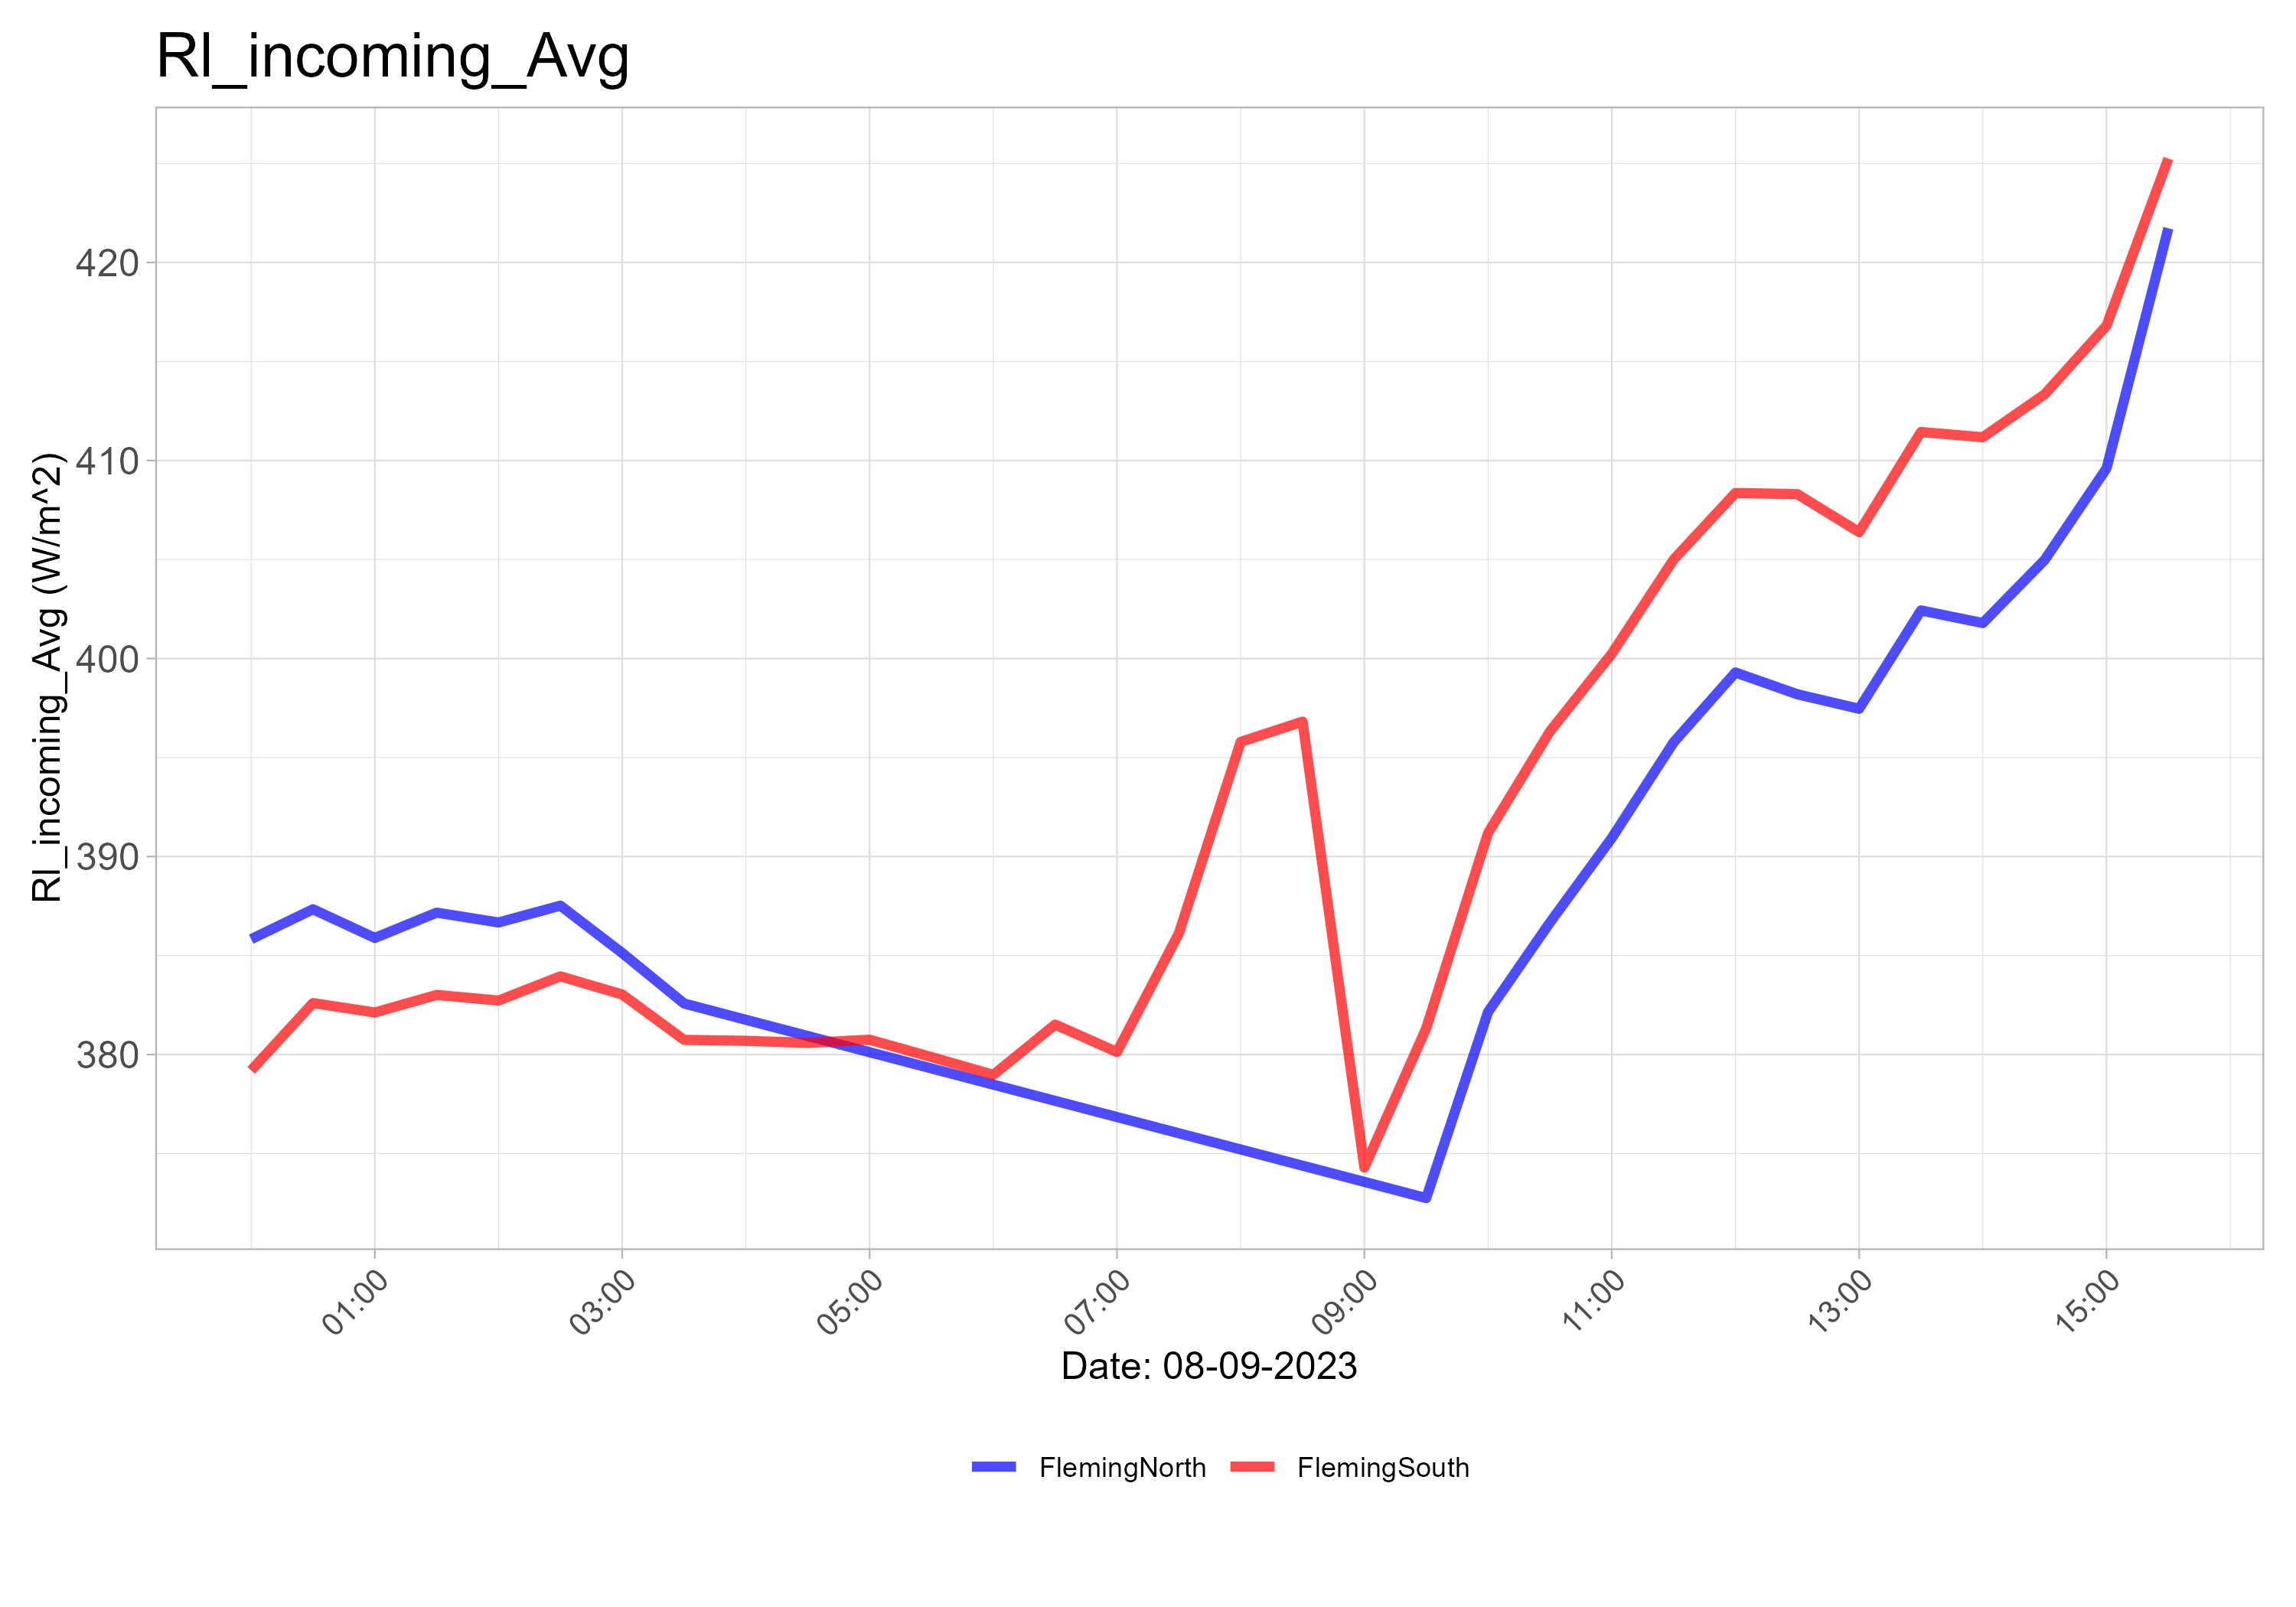 Rl_incoming_Avg
Rl_incoming_Avg (W/m^2)
420
410
400
390
380
01:00 03:00 05:00 07:00 09:00 11:00 13:00 15:00
Date: 08-09-2023
FlemingNorth FlemingSouth